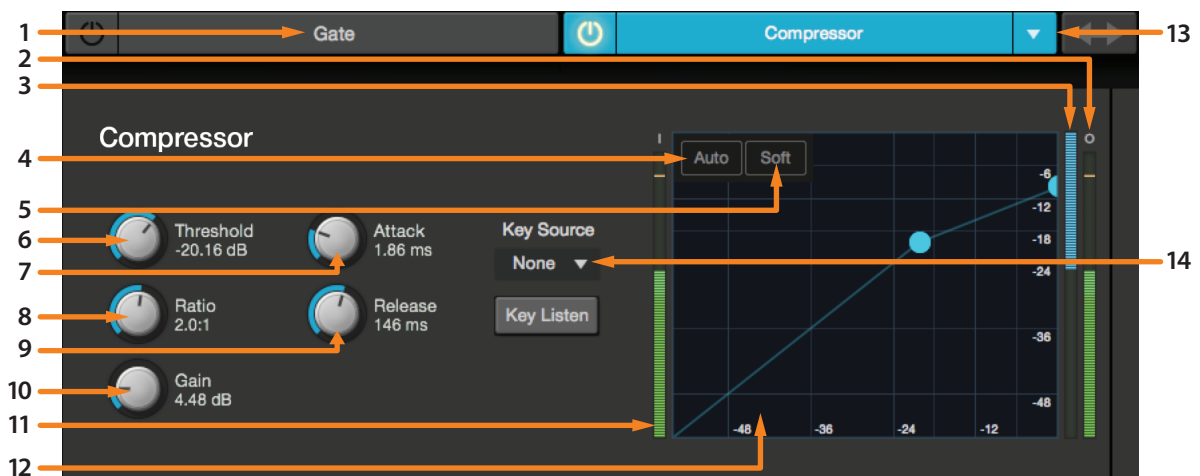 1
Gate
Compressor
13
2
3
Compressor
I
O
4
Auto
Soft
-6
5
-12
6
Threshold
-20.16 dB
Attack
1.86 ms
Key Source
-18
7
None
14
-24
8
Ratio
2.0:1
Release
146 ms
Key Listen
9
-36
10
Gain
4.48 dB
-48
11
-48
-36
-24
-12
12